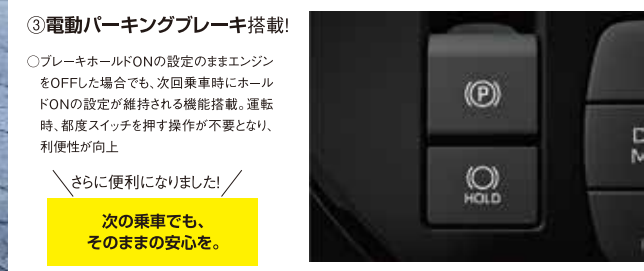 ③電動パーキングブレーキ搭載!
○ブレーキホールドONの設定のままエンジン
をOFFした場合でも、次回乗車時にホール
ドONの設定が維持される機能搭載。運転
時、都度スイッチを押す操作が不要となり、
利便性が向上
さらに便利になりました!
次の乗車でも、
そのままの安心を。
(P)
HOLD